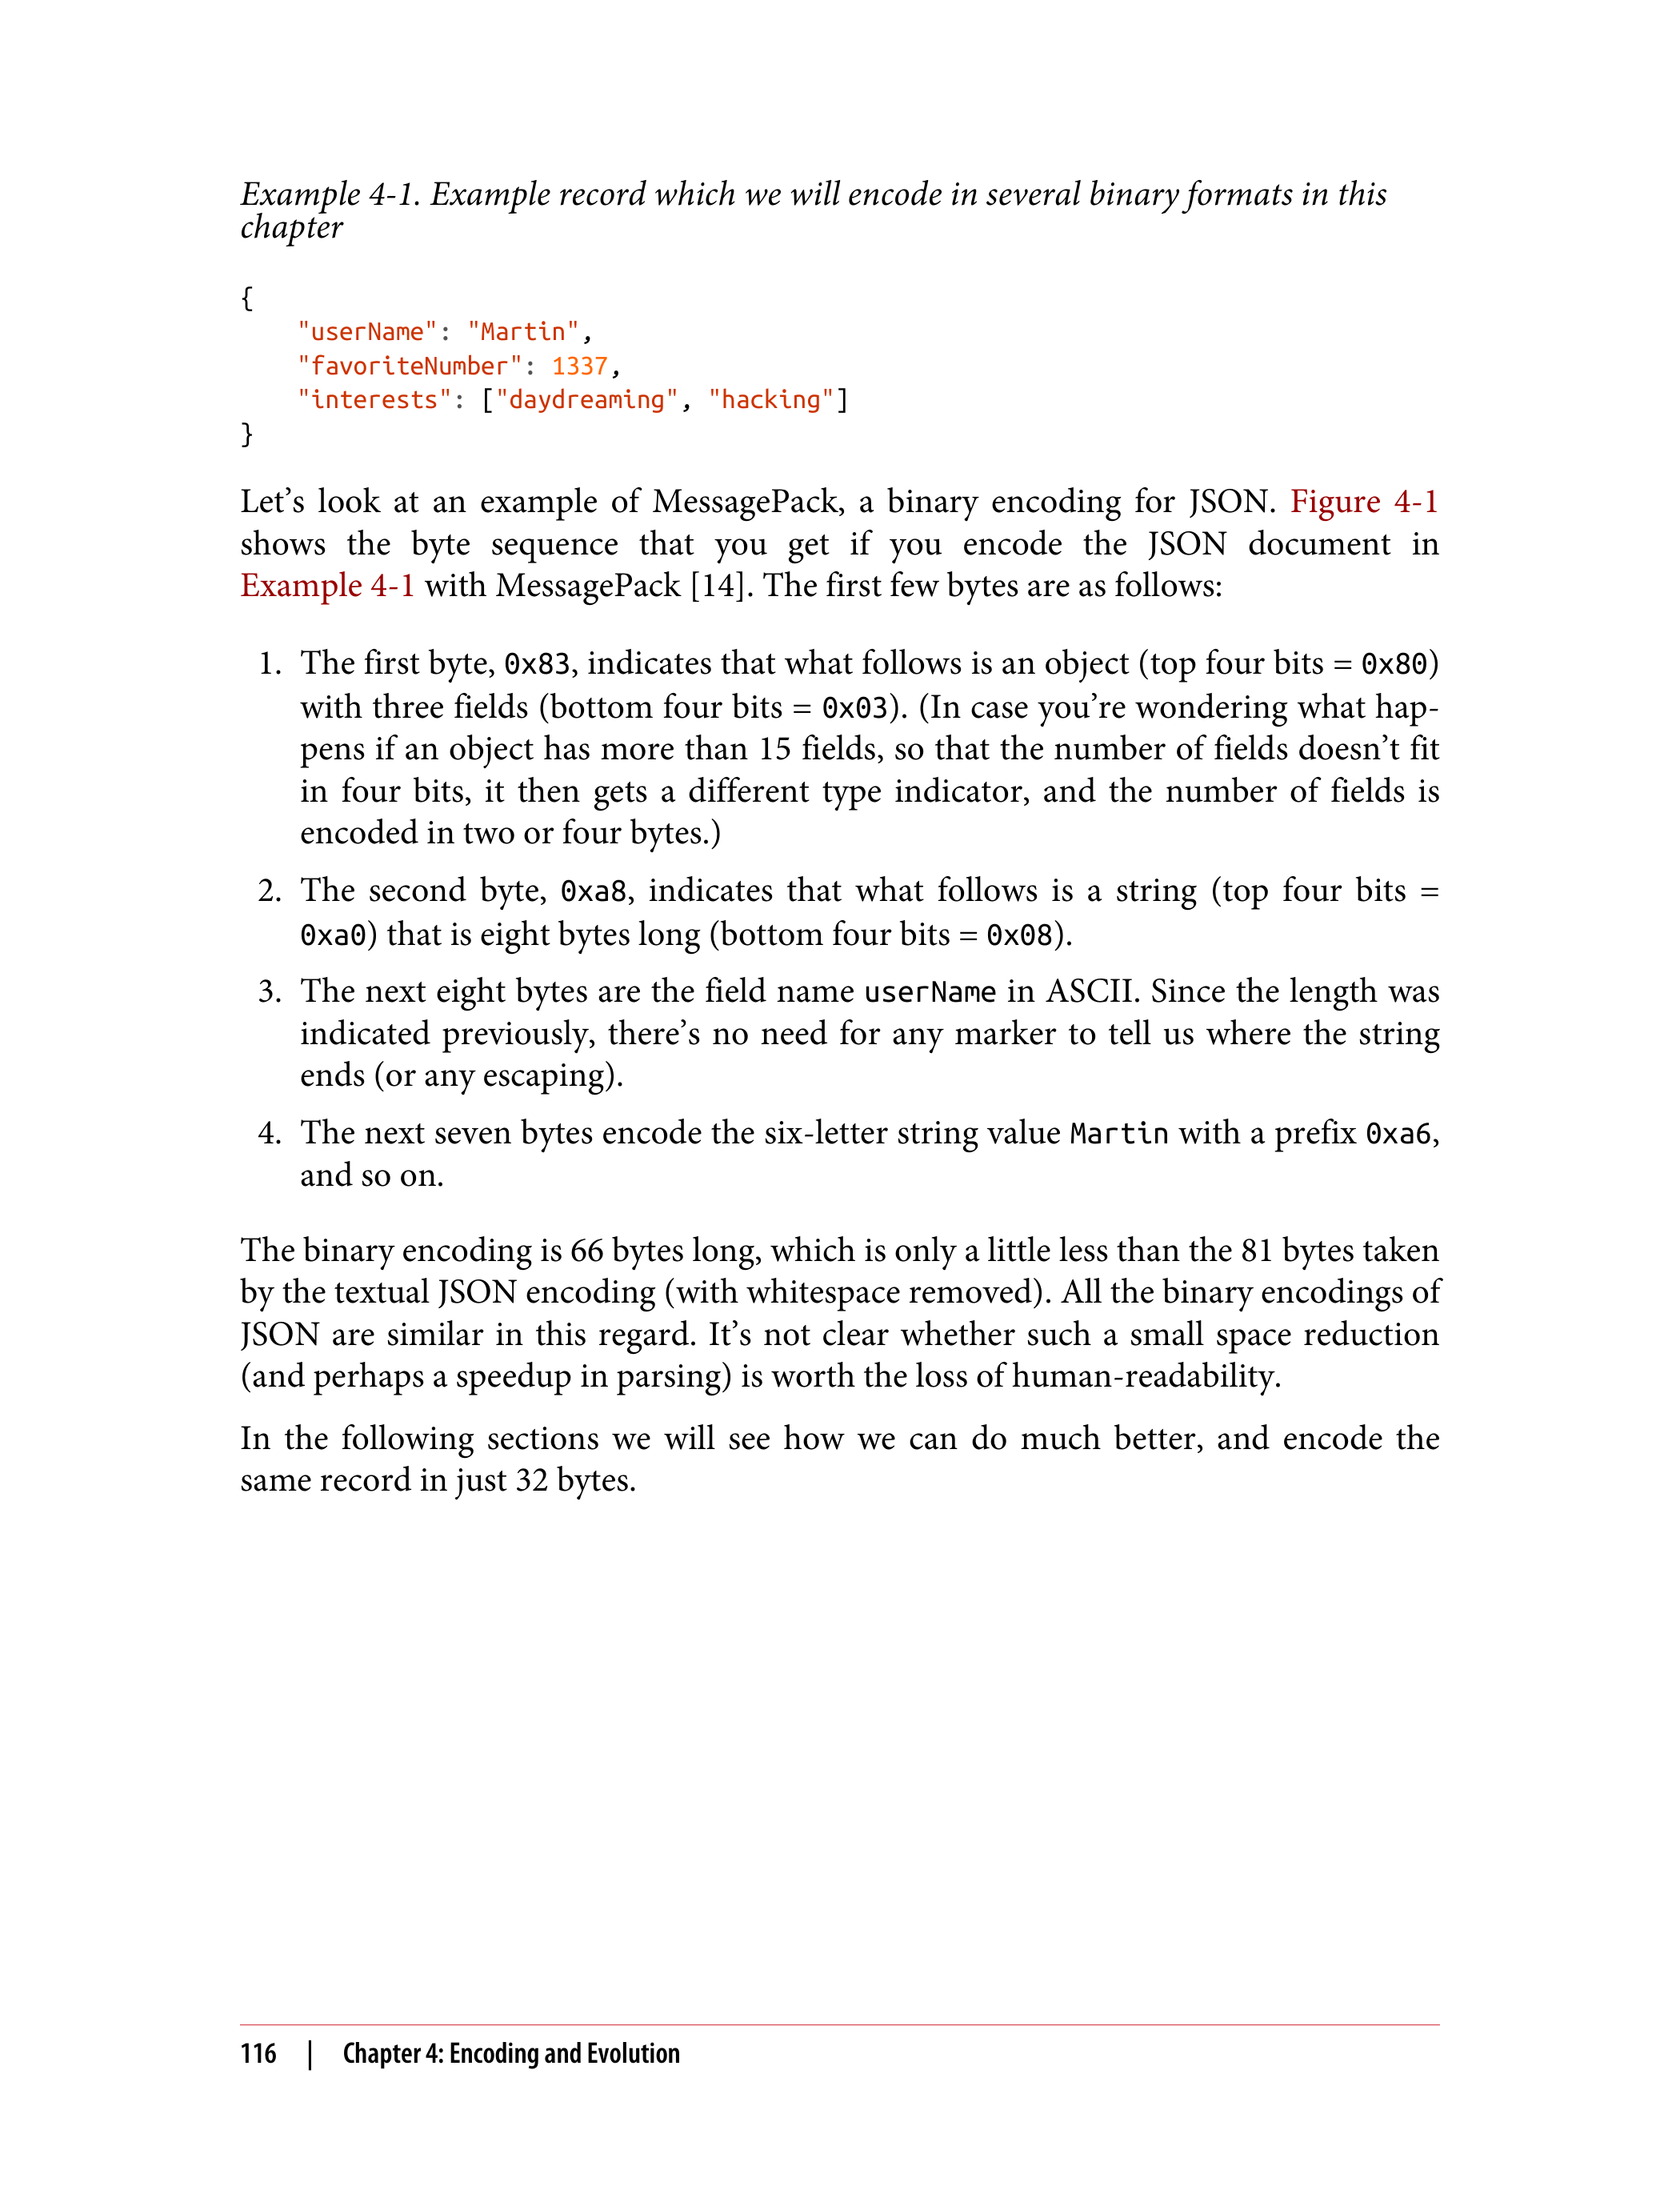 Example 4-1. Example record which we will encode in several binary formats in this
chapter
{
    "userName": "Martin",
    "favoriteNumber": 1337,
    "interests": ["daydreaming", "hacking"]
}
Let’s look at an example of MessagePack, a binary encoding for JSON. Figure 4-1
shows the byte sequence that you get if you encode the JSON document in
Example 4-1 with MessagePack [14]. The first few bytes are as follows:
1. The first byte, 0x83, indicates that what follows is an object (top four bits = 0x80)
with three fields (bottom four bits = 0x03). (In case you’re wondering what hap-
pens if an object has more than 15 fields, so that the number of fields doesn’t fit
in four bits, it then gets a different type indicator, and the number of fields is
encoded in two or four bytes.)
2. The second byte, 0xa8, indicates that what follows is a string (top four bits =
0xa0) that is eight bytes long (bottom four bits = 0x08).
3. The next eight bytes are the field name userName in ASCII. Since the length was
indicated previously, there’s no need for any marker to tell us where the string
ends (or any escaping).
4. The next seven bytes encode the six-letter string value Martin with a prefix 0xa6,
and so on.
The binary encoding is 66 bytes long, which is only a little less than the 81 bytes taken
by the textual JSON encoding (with whitespace removed). All the binary encodings of
JSON are similar in this regard. It’s not clear whether such a small space reduction
(and perhaps a speedup in parsing) is worth the loss of human-readability.
In the following sections we will see how we can do much better, and encode the
same record in just 32 bytes.
116 | Chapter 4: Encoding and Evolution